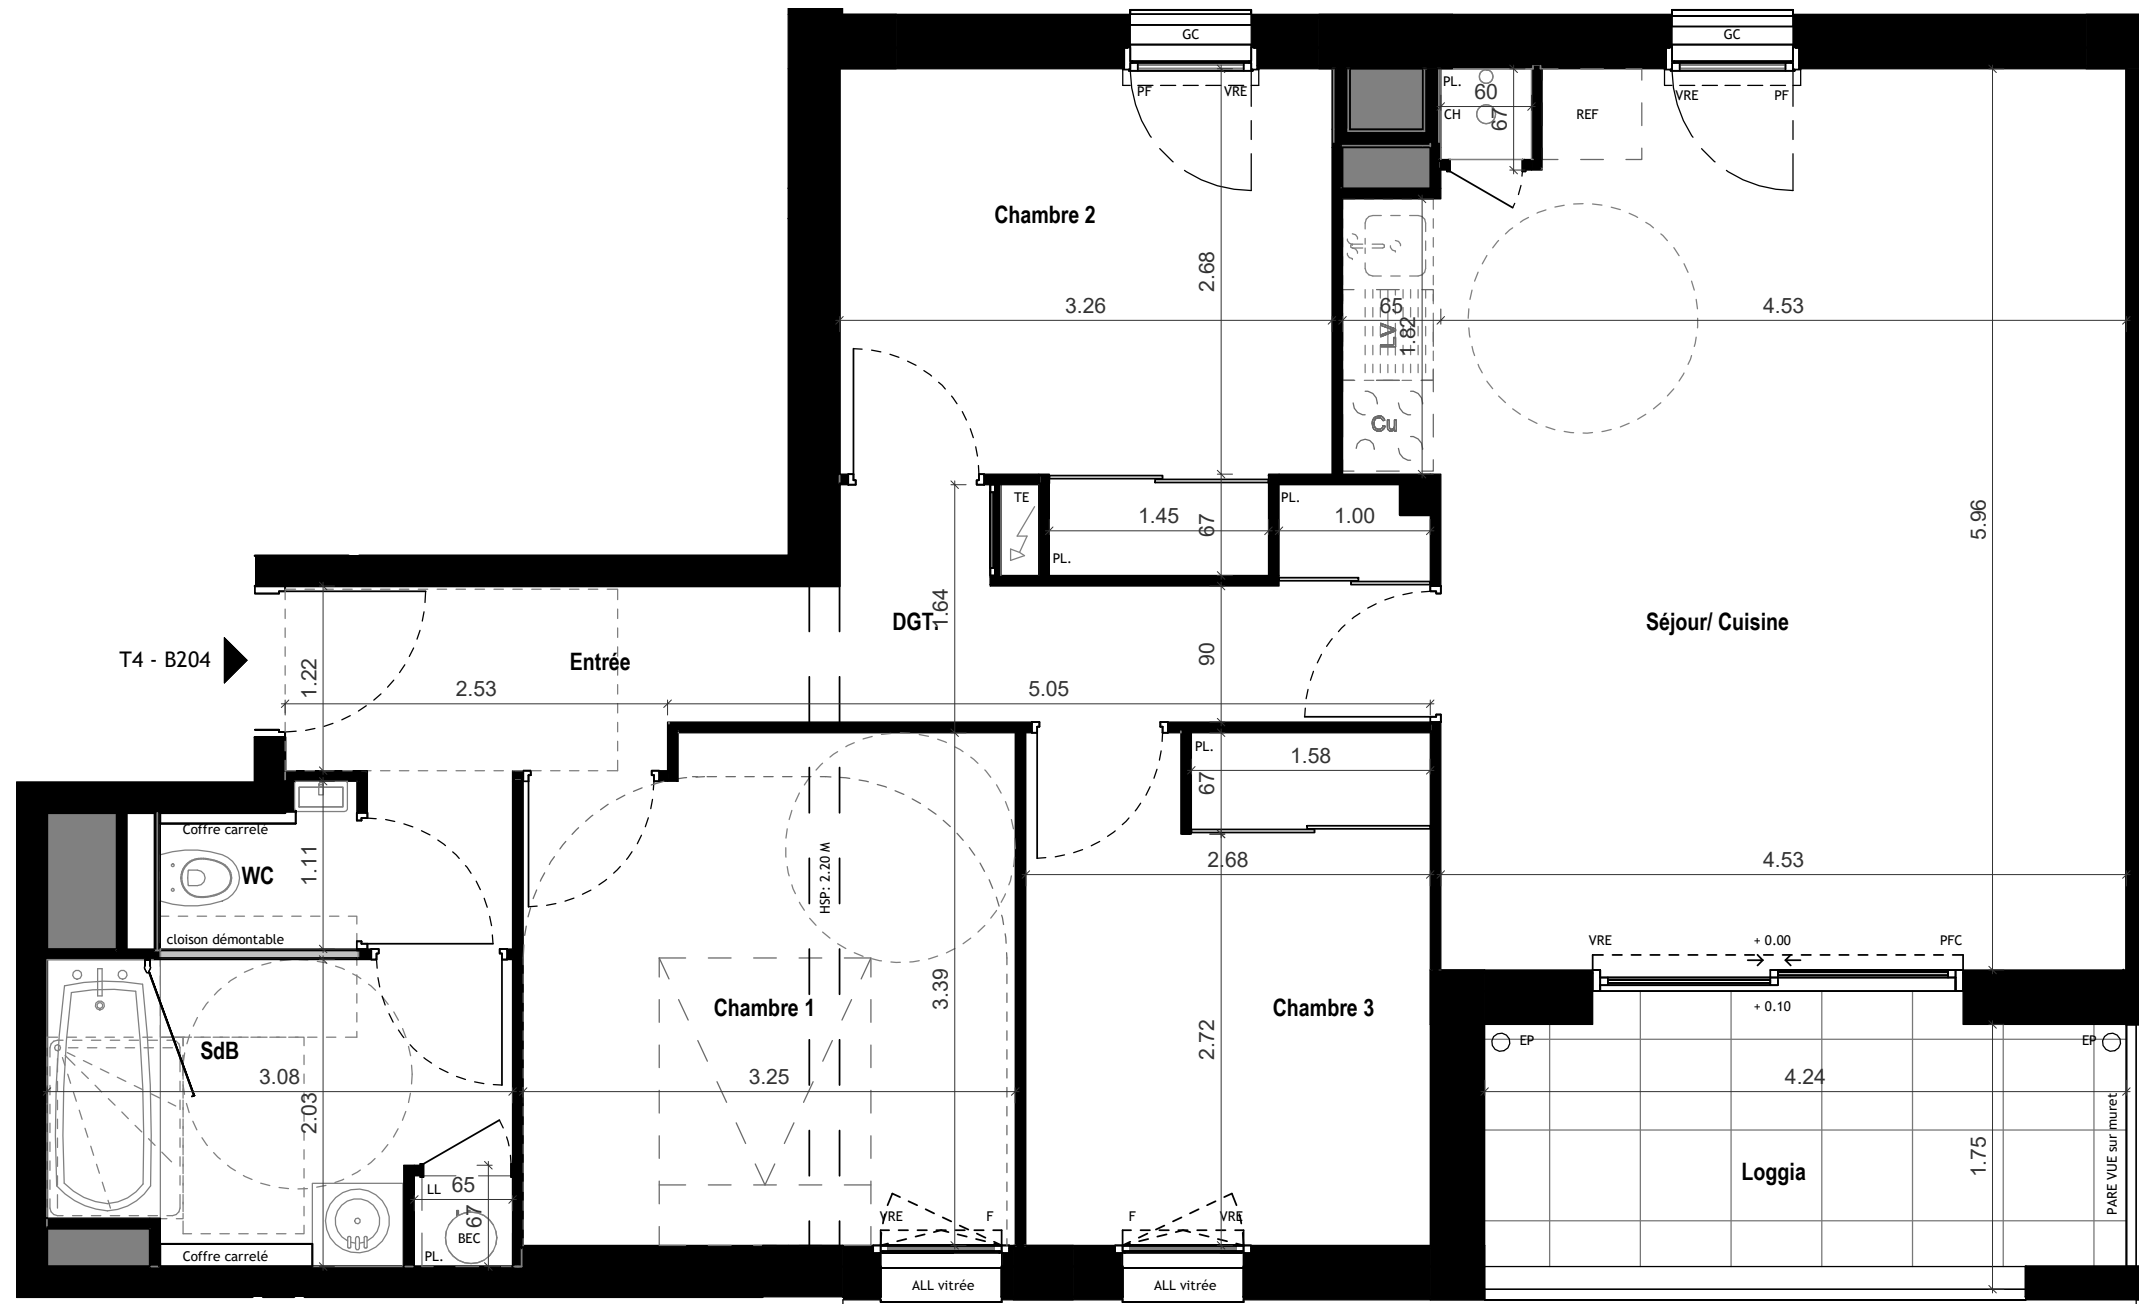 GC
GC
PF
VRE
PL.
60
CH
67
REF
VRE
PF
Chambre 2
2.68
3.26
65
LV
1.82
4.53
Cu
TE
1.45
67
PL.
PL.
1.00
5.96
DGT.
1.64
Séjour/ Cuisine
T4 - B204
1.22
Entrée
90
2.53
5.05
PL.
1.58
67
Coffre carrelé
WC
1.11
HSP: 2.20 M
2.68
4.53
cloison démontable
VRE
+ 0.00
PFC
3.39
Chambre 1
Chambre 3
+ 0.10
2.72
SdB
EP
EP
3.08
2.03
3.25
4.24
PARE VUE sur muret
1.75
Loggia
LL
65
67
BEC
PL.
VRE
F
F
VRE
Coffre carrelé
ALL vitrée
ALL vitrée